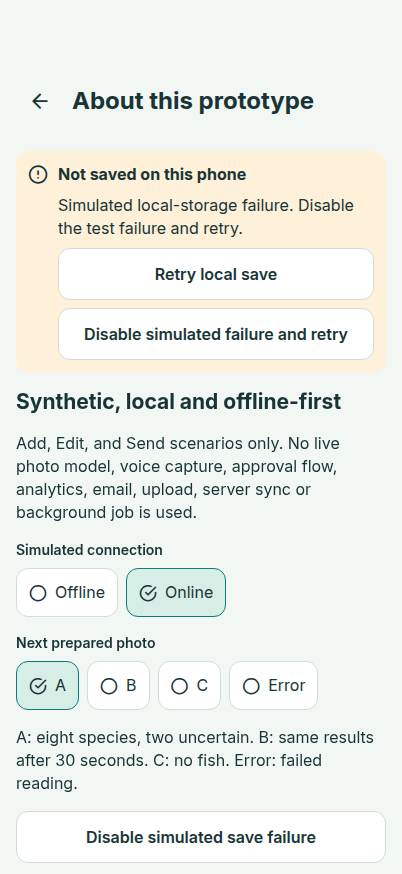 About this prototype
Not saved on this phone
Simulated local-storage failure. Disable
the test failure and retry.
Retry local save
Disable simulated failure and retry
Synthetic, local and offline-first
Add, Edit, and Send scenarios only. No live
photo model, voice capture, approval flow,
analytics, email, upload, server sync or
background job is used.
Simulated connection
Offline
Online
Next prepared photo
A
B
C
Error
A: eight species, two uncertain. B: same results
after 30 seconds. C: no fish. Error: failed
reading.
Disable simulated save failure